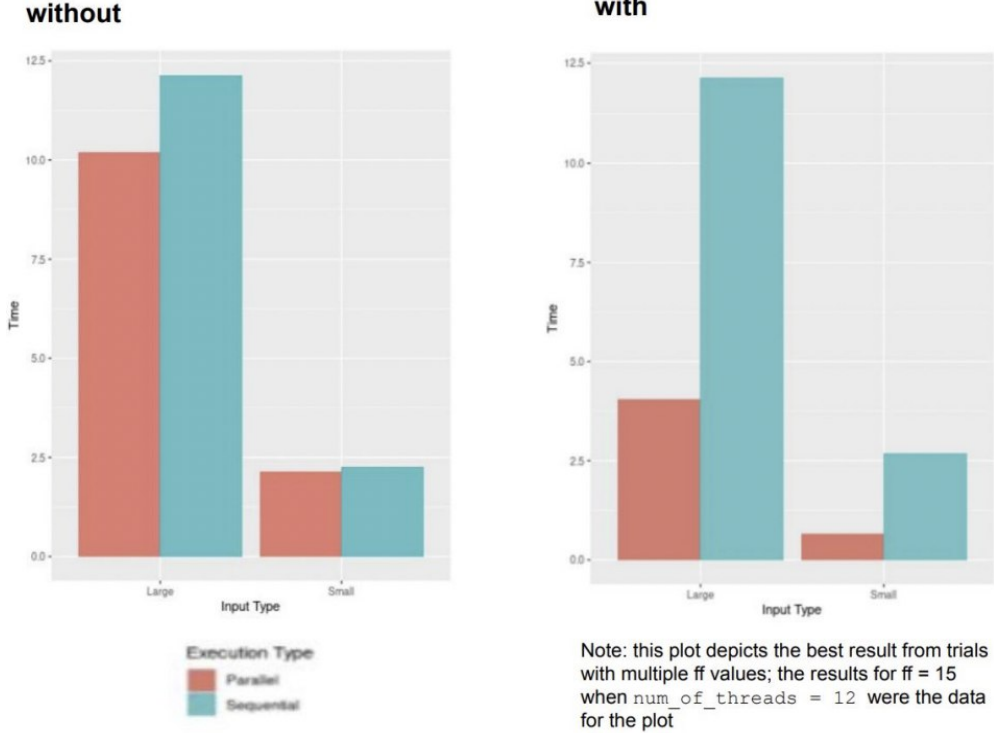 without
with
12.5
10.0
7.5
5.0
2.5
0.0
Time
Large
Small
Input Type
12.5
10.0
7.5
5.0
2.5
0.0
Time
Large
Small
Input Type
Execution Type
Parallel
Sequential
Note: this plot depicts the best result from trials
with multiple ff values; the results for ff = 15
when num_of_threads = 12 were the data
for the plot